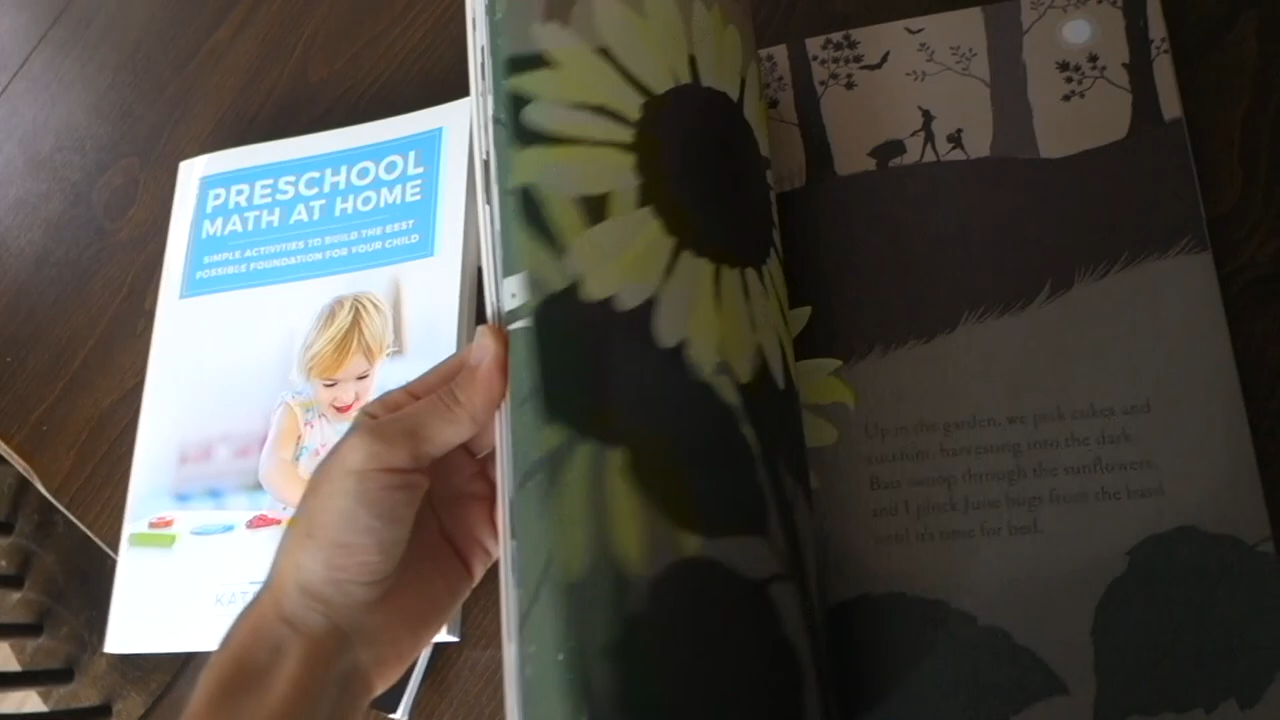 PRESCHOOL
MATH AT HOME
SIMPLE ACTIVITIES TO BUILD THE BEST
POSSIBLE FOUNDATION FOR YOUR CHILD
KAT
Up in the garden, we pick cukes and
zucchini, harvesting into the dark.
Bats swoop through the sunflowers,
and I pluck June bugs from the basil
until it's time for bed.